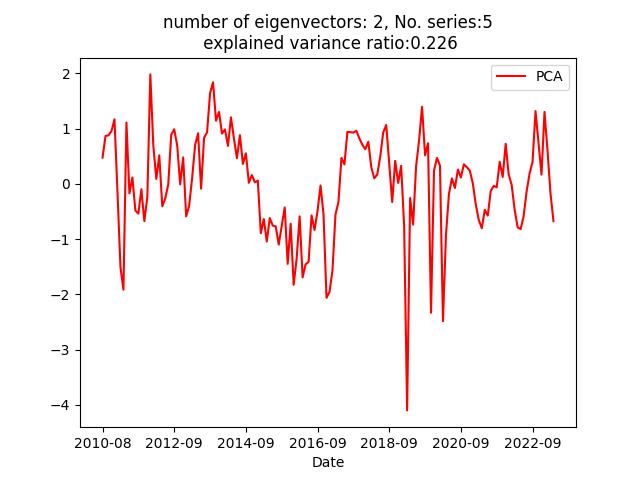 number of eigenvectors: 2, No. series:5
explained variance ratio:0.226
PCA
2
1
0
−1
−2
−3
−4
2010-08 2012-09 2014-09 2016-09 2018-09 2020-09 2022-09
Date